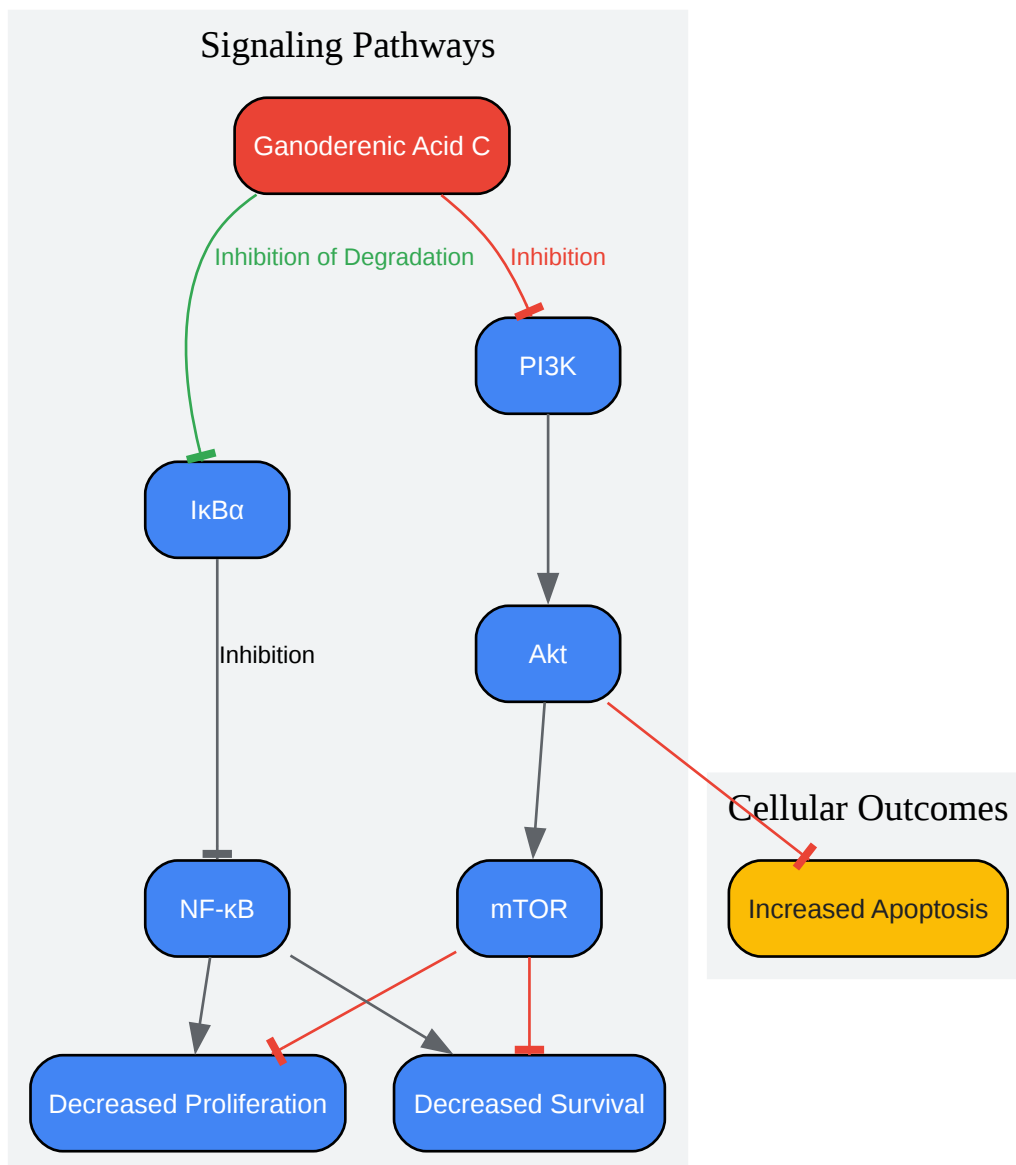 Signaling Pathways
Ganoderenic Acid C
Inhibition of Degradation
Inhibition
PI3K
IκBα
Akt
Inhibition
Cellular Outcomes
NF-κB
mTOR
Increased Apoptosis
Decreased Proliferation
Decreased Survival